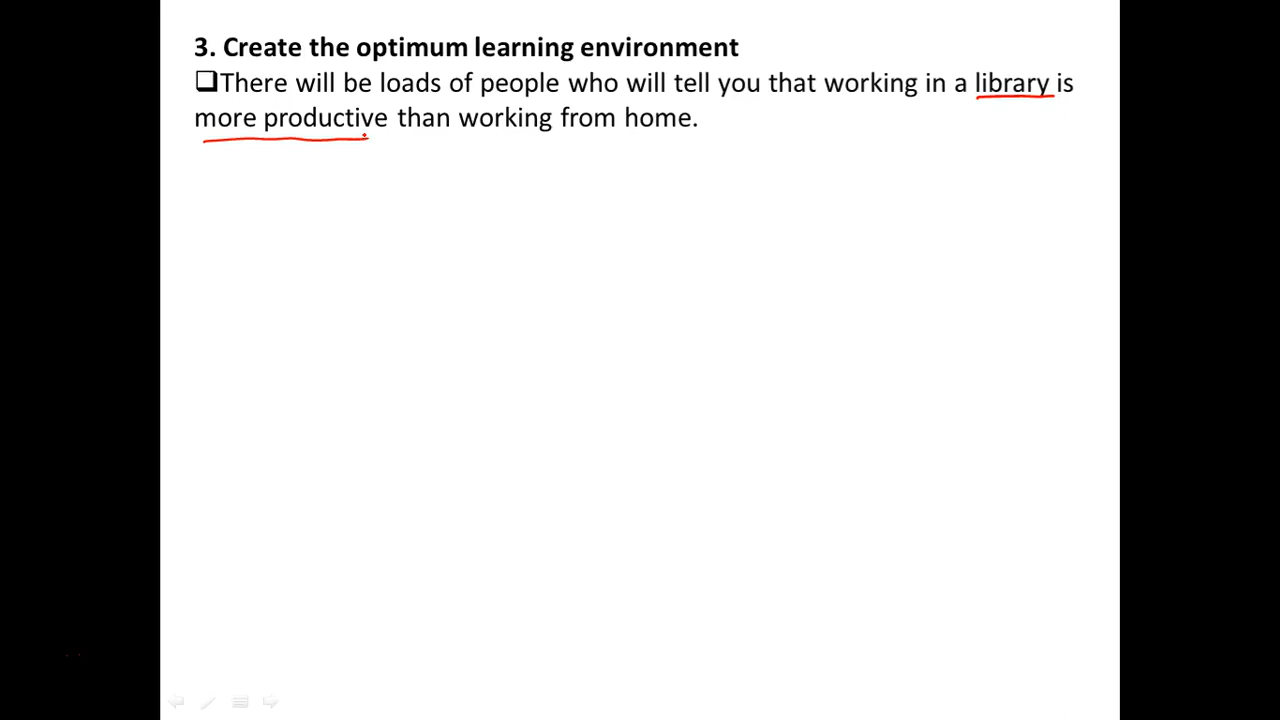 3. Create the optimum learning environment
❑There will be loads of people who will tell you that working in a library is
more productive than working from home.